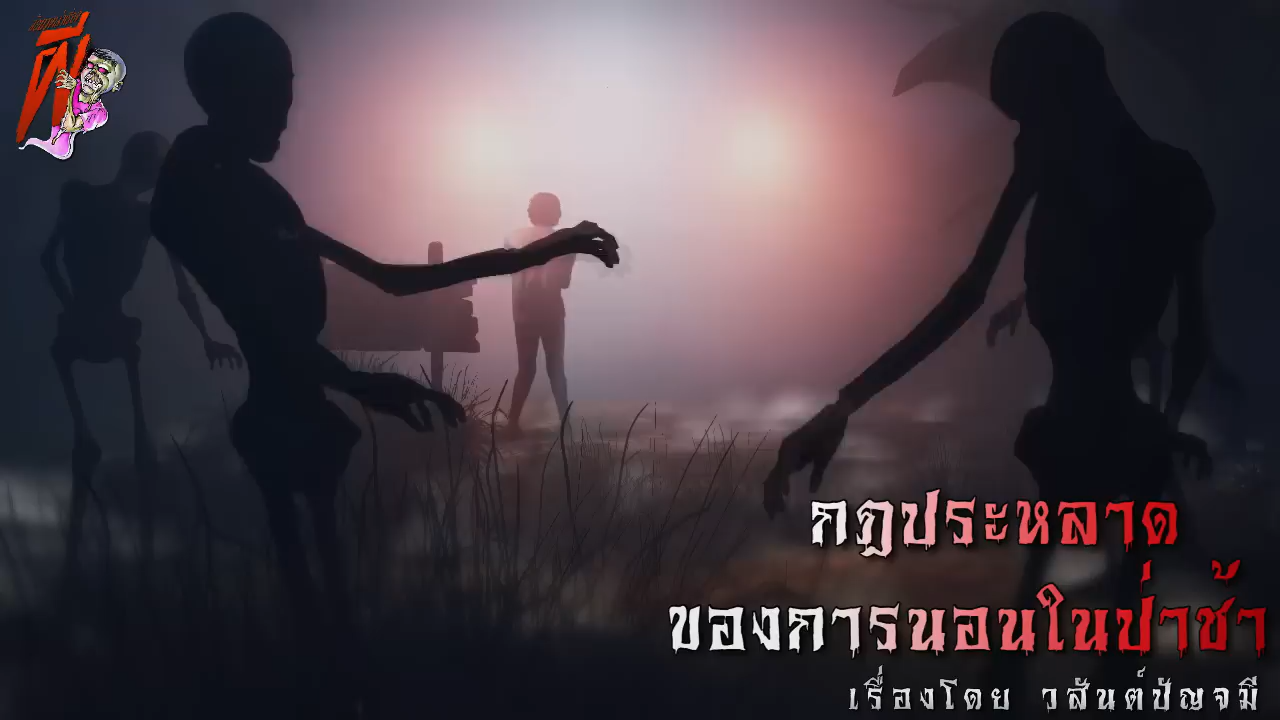 ผี
กฎประหลาด
ของการนอนในป่าช้า
เรื่องโดย วสันต์ปัญจมี